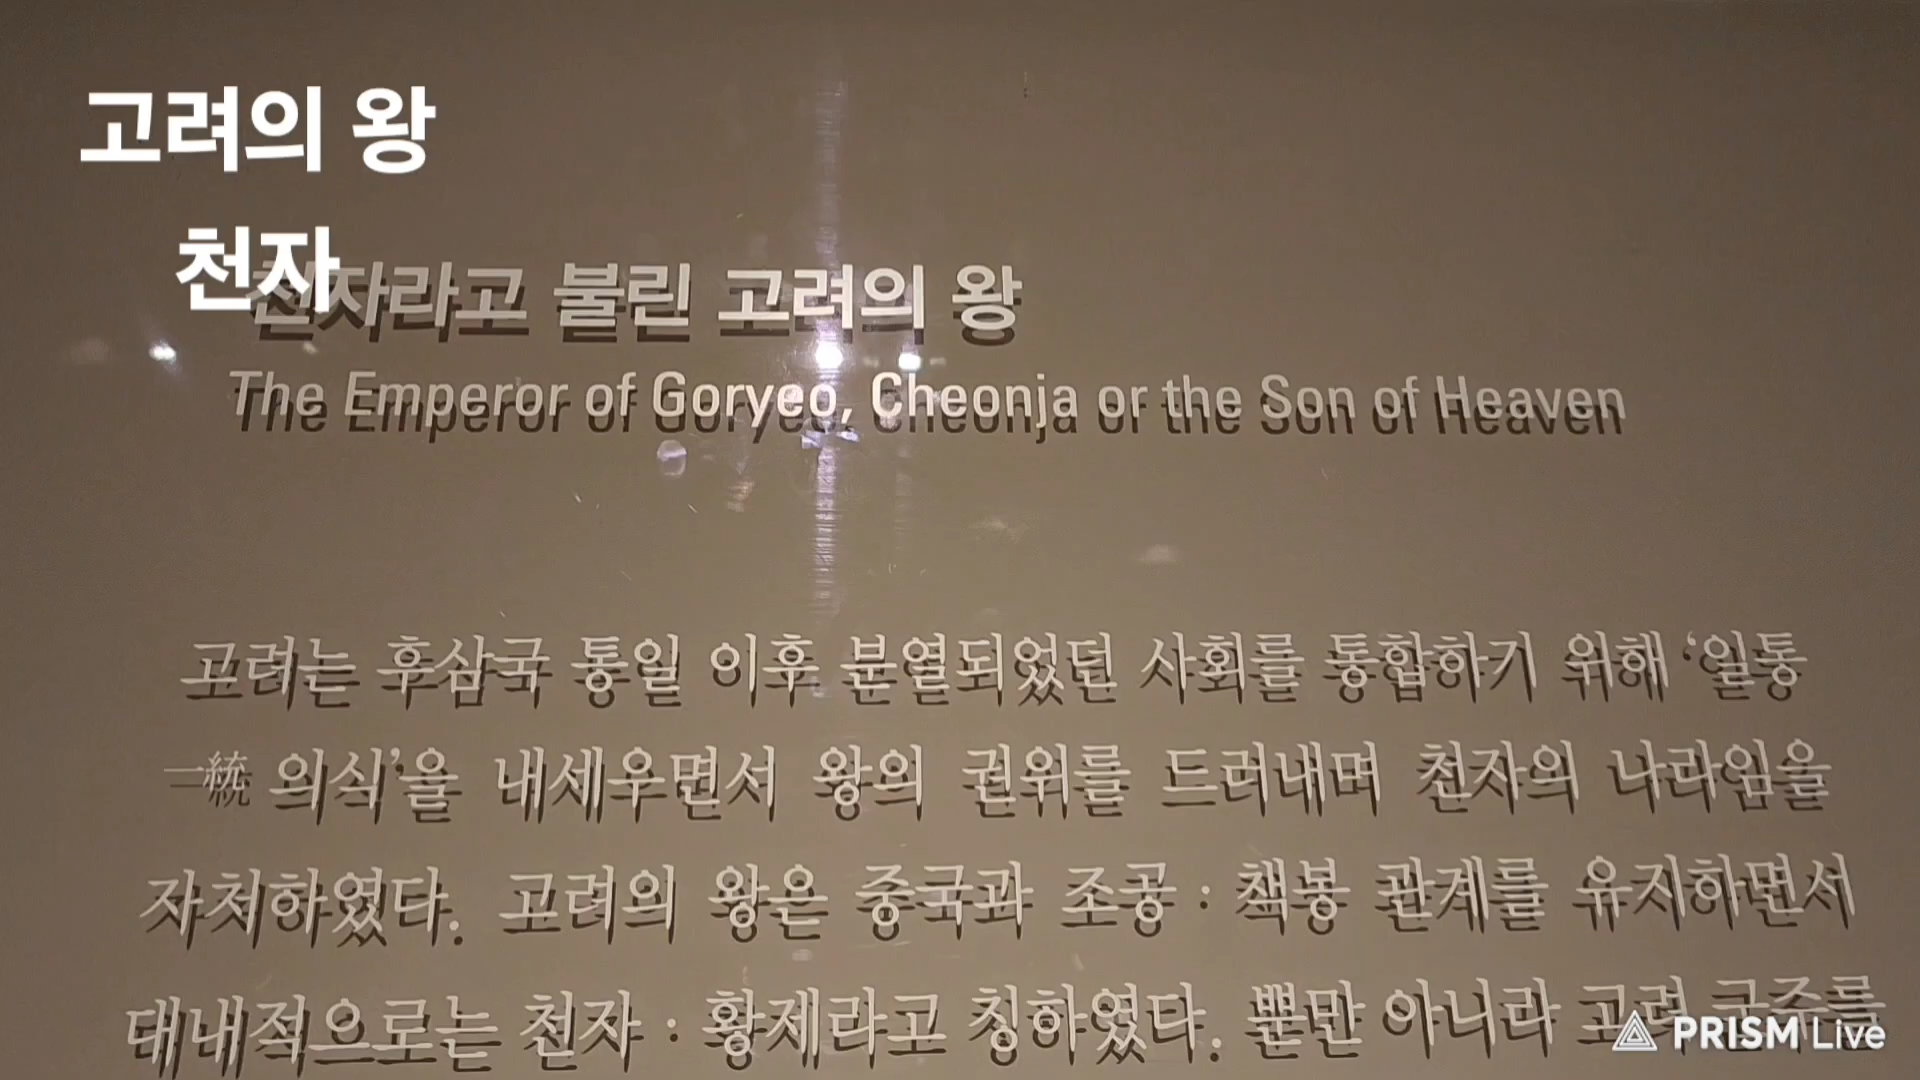 고려의 왕
천자
천자라고 불린 고려의 왕
The Emperor of Goryeo, Cheonja or the Son of Heaven
고려는 후삼국 통일 이후 분열되었던 사회를 통합하기 위해 ‘일통
一統 의식’을 내세우면서 왕의 권위를 드러내며 천자의 나라임을
자처하였다. 고려의 왕은 중국과 조공 : 책봉 관계를 유지하면서
대내적으로는 천자 : 황제라고 칭하였다. 뿐만 아니라 고려 군주를
PRISM Live